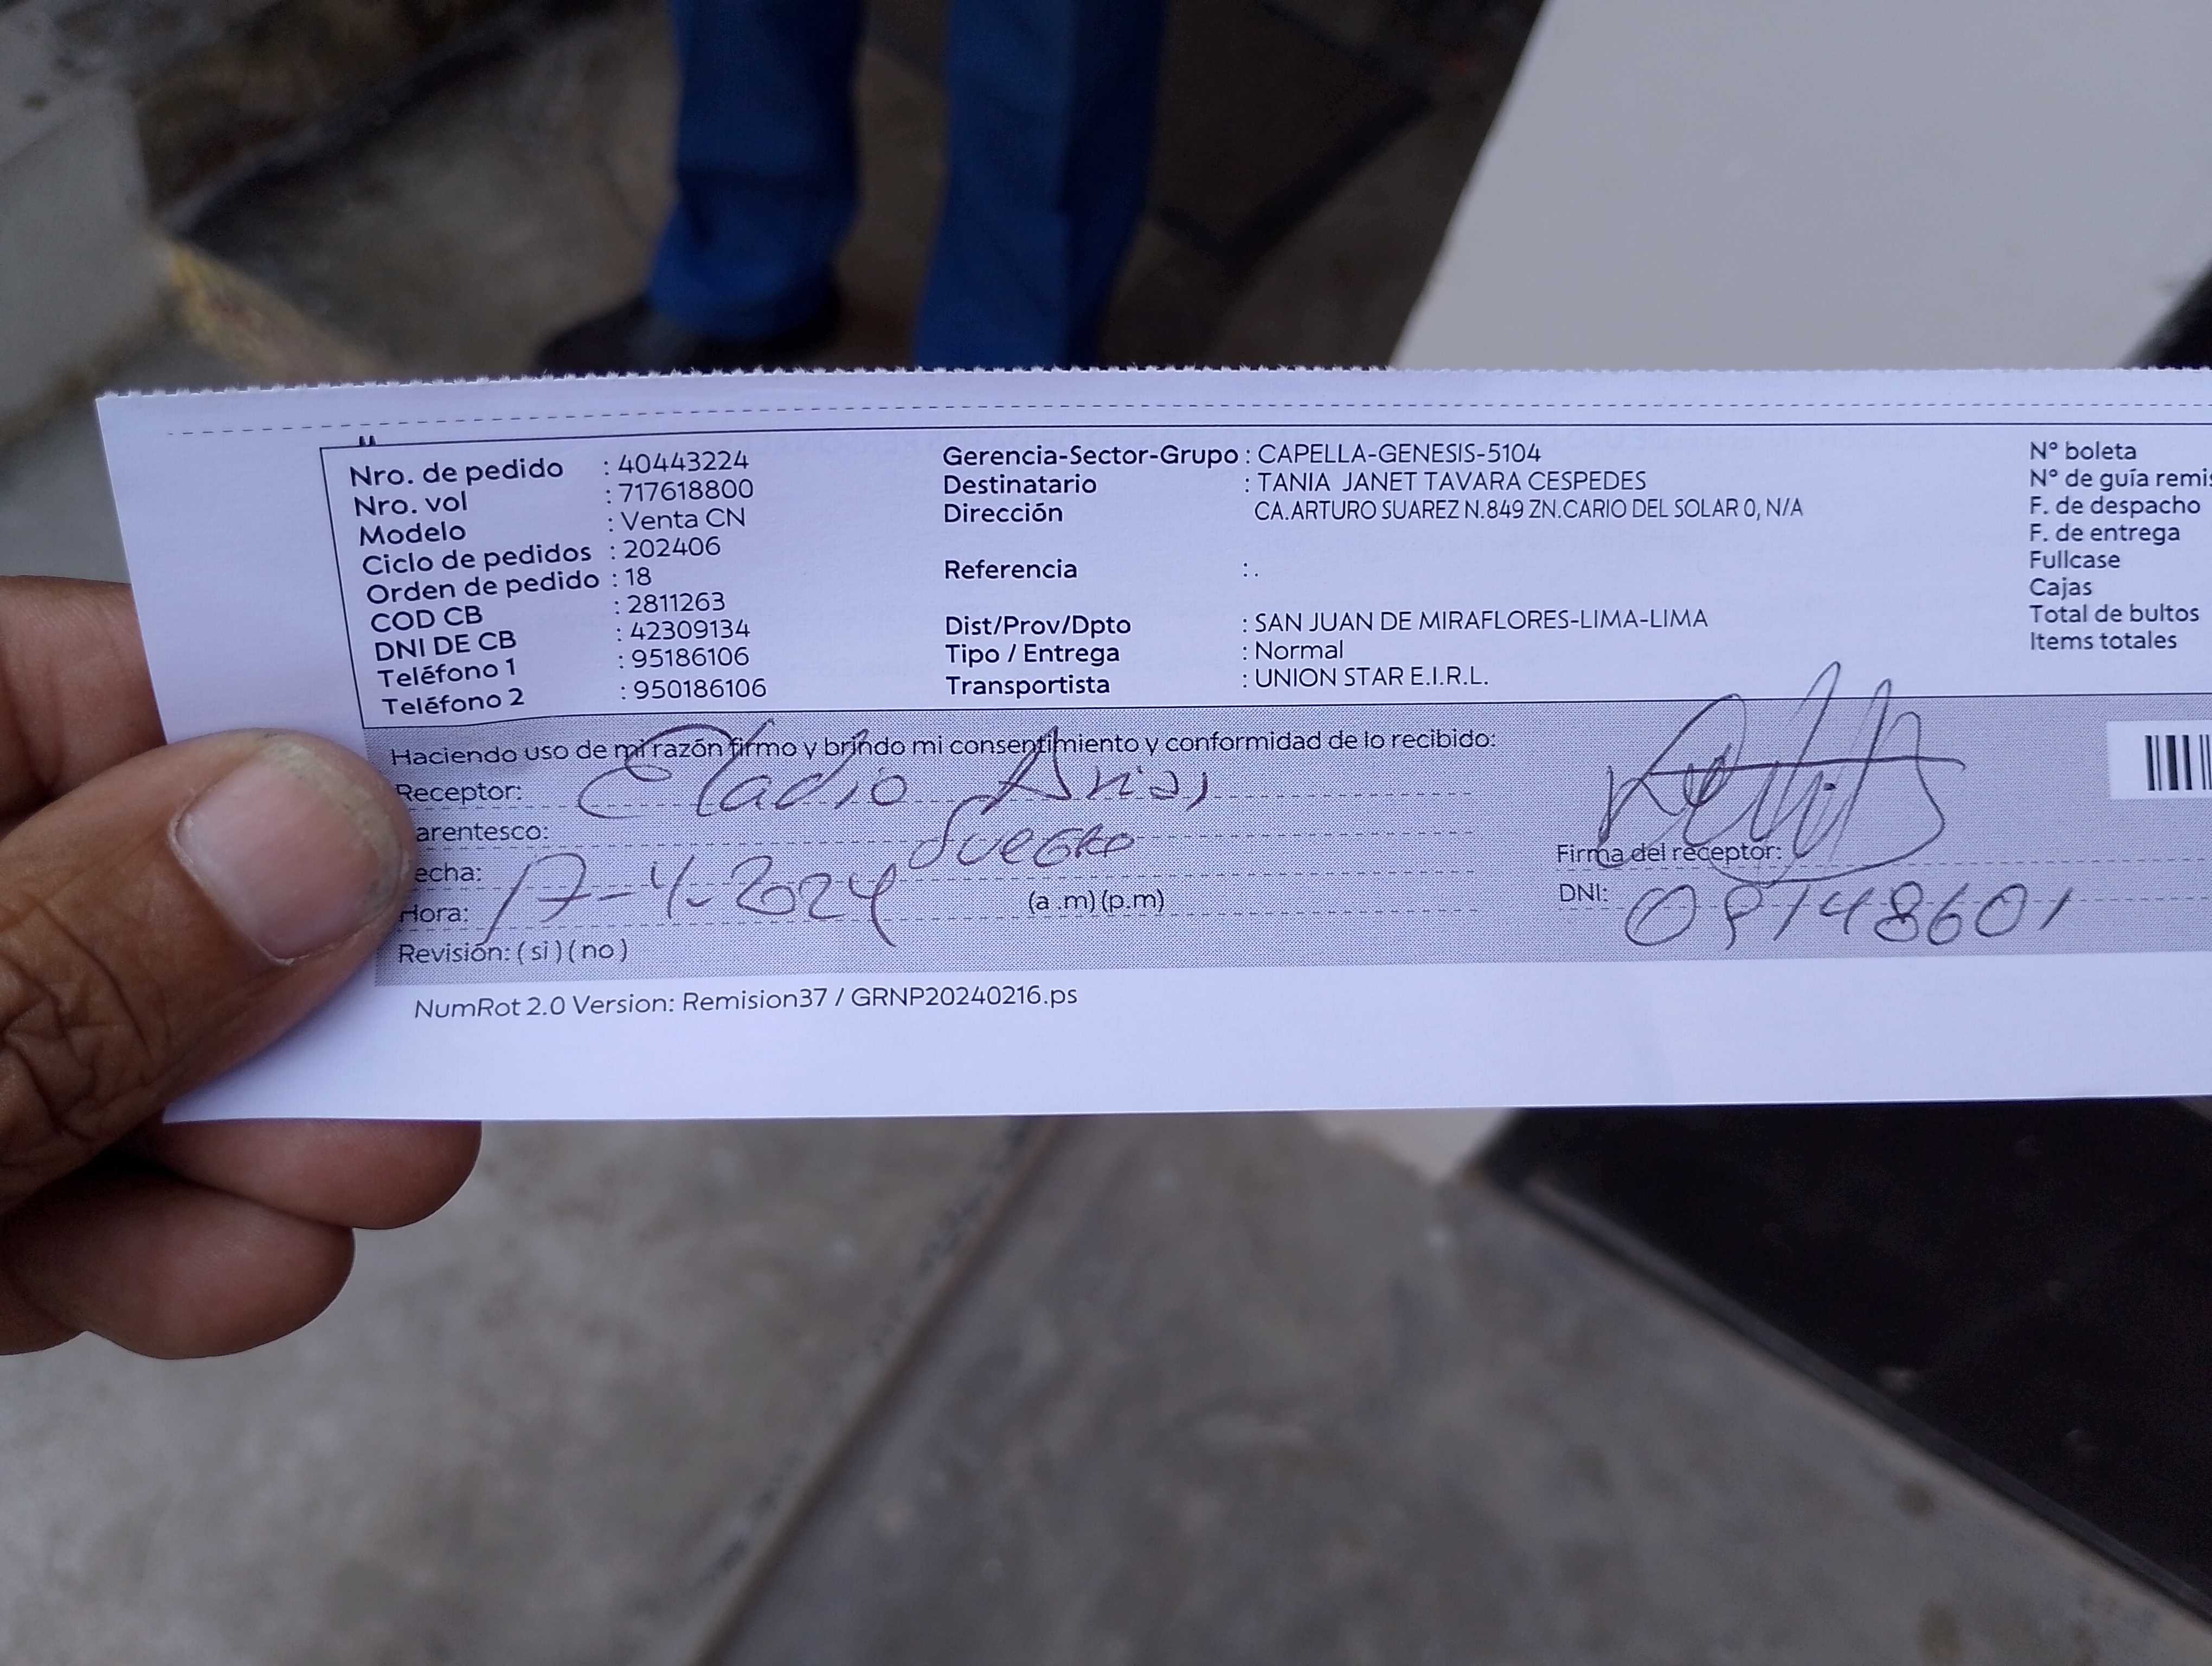 Nro. de pedido : 40443224
Nro. vol : 717618800
Modelo : Venta CN
Ciclo de pedidos : 202406
Orden de pedido : 18
COD CB : 2811263
DNI DE CB : 42309134
Teléfono 1 : 95186106
Teléfono 2 : 950186106
Gerencia-Sector-Grupo : CAPELLA-GENESIS-5104
Destinatario : TANIA JANET TAVARA CESPEDES
Dirección CA.ARTURO SUAREZ N.849 ZN.CARIO DEL SOLAR 0, N/A
Referencia : .
Dist/Prov/Dpto : SAN JUAN DE MIRAFLORES-LIMA-LIMA
Tipo / Entrega : Normal
Transportista : UNION STAR E.I.R.L.
N° boleta
N° de guía remis
F. de despacho
F. de entrega
Fullcase
Cajas
Total de bultos
Items totales
Haciendo uso de mi razón firmo y brindo mi consentimiento y conformidad de lo recibido:
Receptor: Eladio Arias
arentesco: Suegro
echa: 17-4-2024
Hora: (a .m) (p.m)
Revisión: ( si ) ( no )
Firma del receptor:
DNI:
NumRot 2.0 Version: Remision37 / GRNP20240216.ps